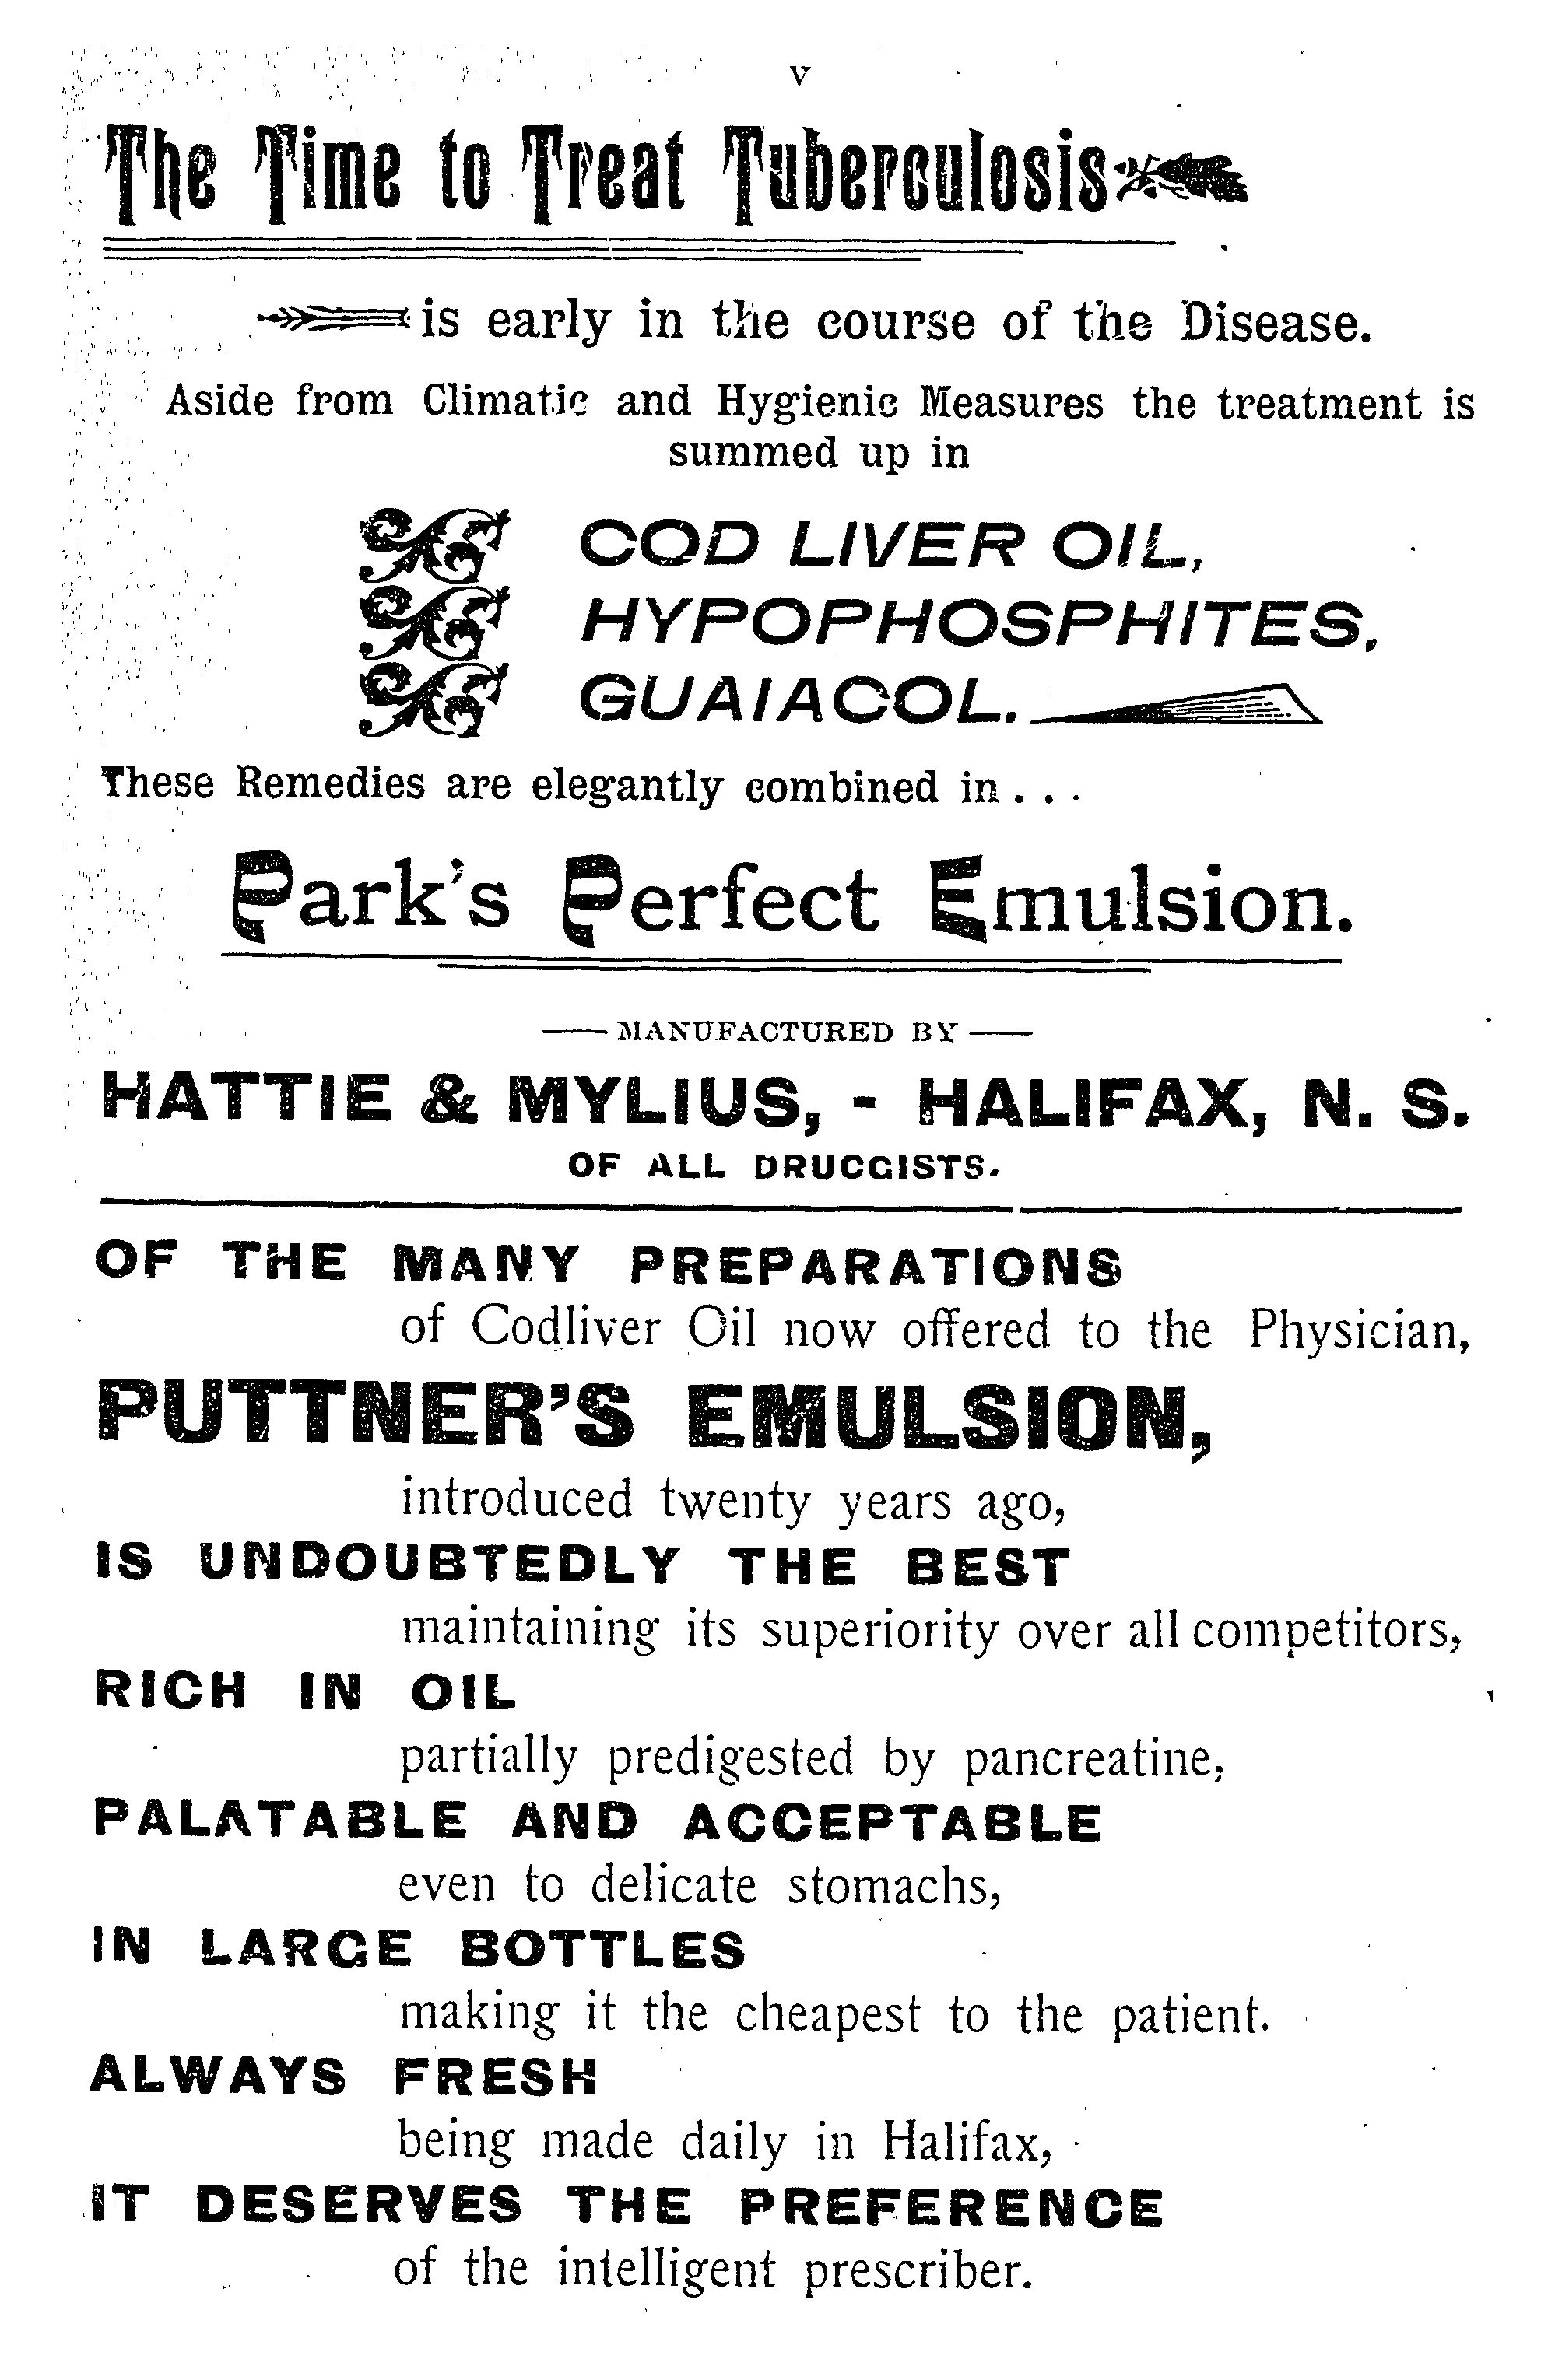 v
The Time to Treat Tuberculosis
is early in the course of the Disease.
Aside from Climatic and Hygienic Measures the treatment is
summed up in
COD LIVER OIL,
HYPOPHOSPHITES,
GUAIACOL.
These Remedies are elegantly combined in . . .
Park's Perfect Emulsion.
— MANUFACTURED BY —
HATTIE & MYLIUS, - HALIFAX, N. S.
OF ALL DRUGGISTS.
OF THE MANY PREPARATIONS
of Codliver Oil now offered to the Physician,
PUTTNER'S EMULSION,
introduced twenty years ago,
IS UNDOUBTEDLY THE BEST
maintaining its superiority over all competitors,
RICH IN OIL
partially predigested by pancreatine,
PALATABLE AND ACCEPTABLE
even to delicate stomachs,
IN LARGE BOTTLES
making it the cheapest to the patient.
ALWAYS FRESH
being made daily in Halifax,
IT DESERVES THE PREFERENCE
of the intelligent prescriber.